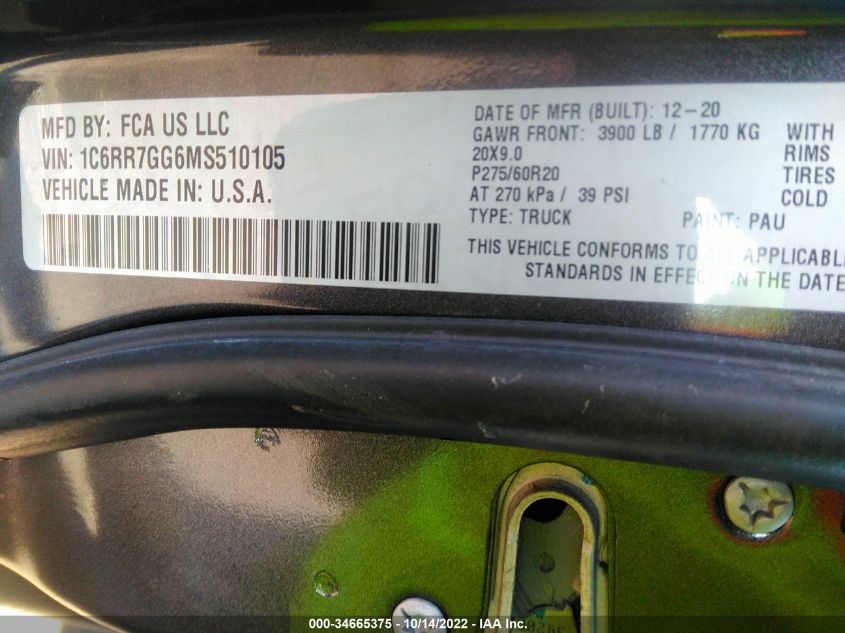 MFD BY: FCA US LLC
VIN: 1C6RR7GG6MS510105
VEHICLE MADE IN: U.S.A.
DATE OF MFR (BUILT): 12-20
GAWR FRONT: 3900 LB / 1770 KG WITH
20X9.0 RIMS
P275/60R20 TIRES
AT 270 kPa / 39 PSI COLD
TYPE: TRUCK PAINT: PAU
THIS VEHICLE CONFORMS TO ALL APPLICABLE
STANDARDS IN EFFECT ON THE DATE
000-34665375 - 10/14/2022 - IAA Inc.